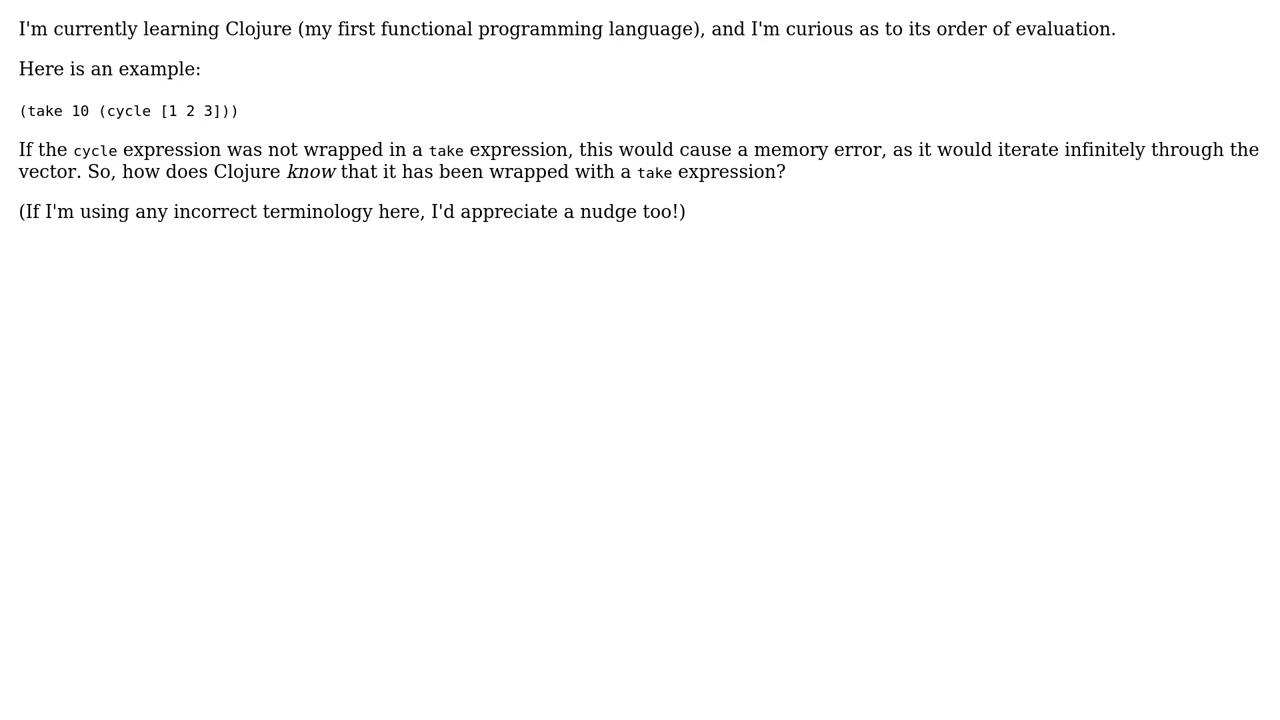 I'm currently learning Clojure (my first functional programming language), and I'm curious as to its order of evaluation.
Here is an example:
(take 10 (cycle [1 2 3]))
If the cycle expression was not wrapped in a take expression, this would cause a memory error, as it would iterate infinitely through the
vector. So, how does Clojure know that it has been wrapped with a take expression?
(If I'm using any incorrect terminology here, I'd appreciate a nudge too!)